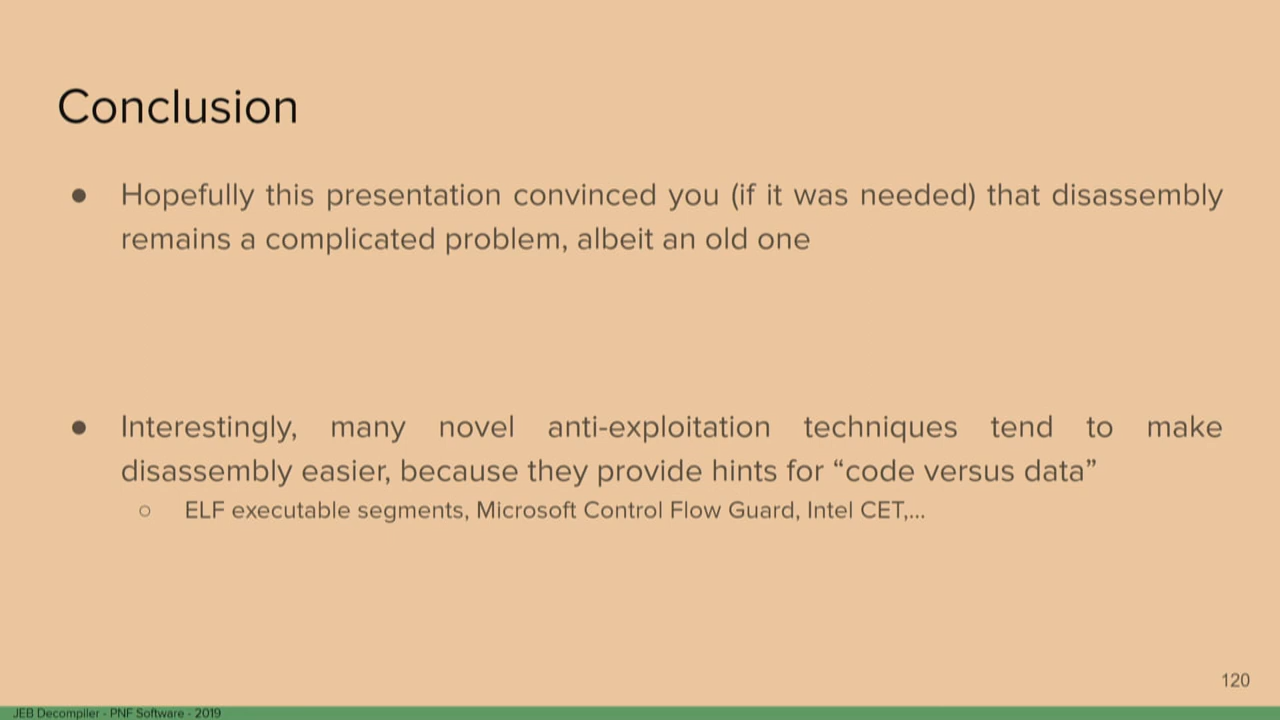 Conclusion
● Hopefully this presentation convinced you (if it was needed) that disassembly
remains a complicated problem, albeit an old one
● Interestingly, many novel anti-exploitation techniques tend to make
disassembly easier, because they provide hints for “code versus data”
○ ELF executable segments, Microsoft Control Flow Guard, Intel CET,...
120
JEB Decompiler - PNF Software - 2019